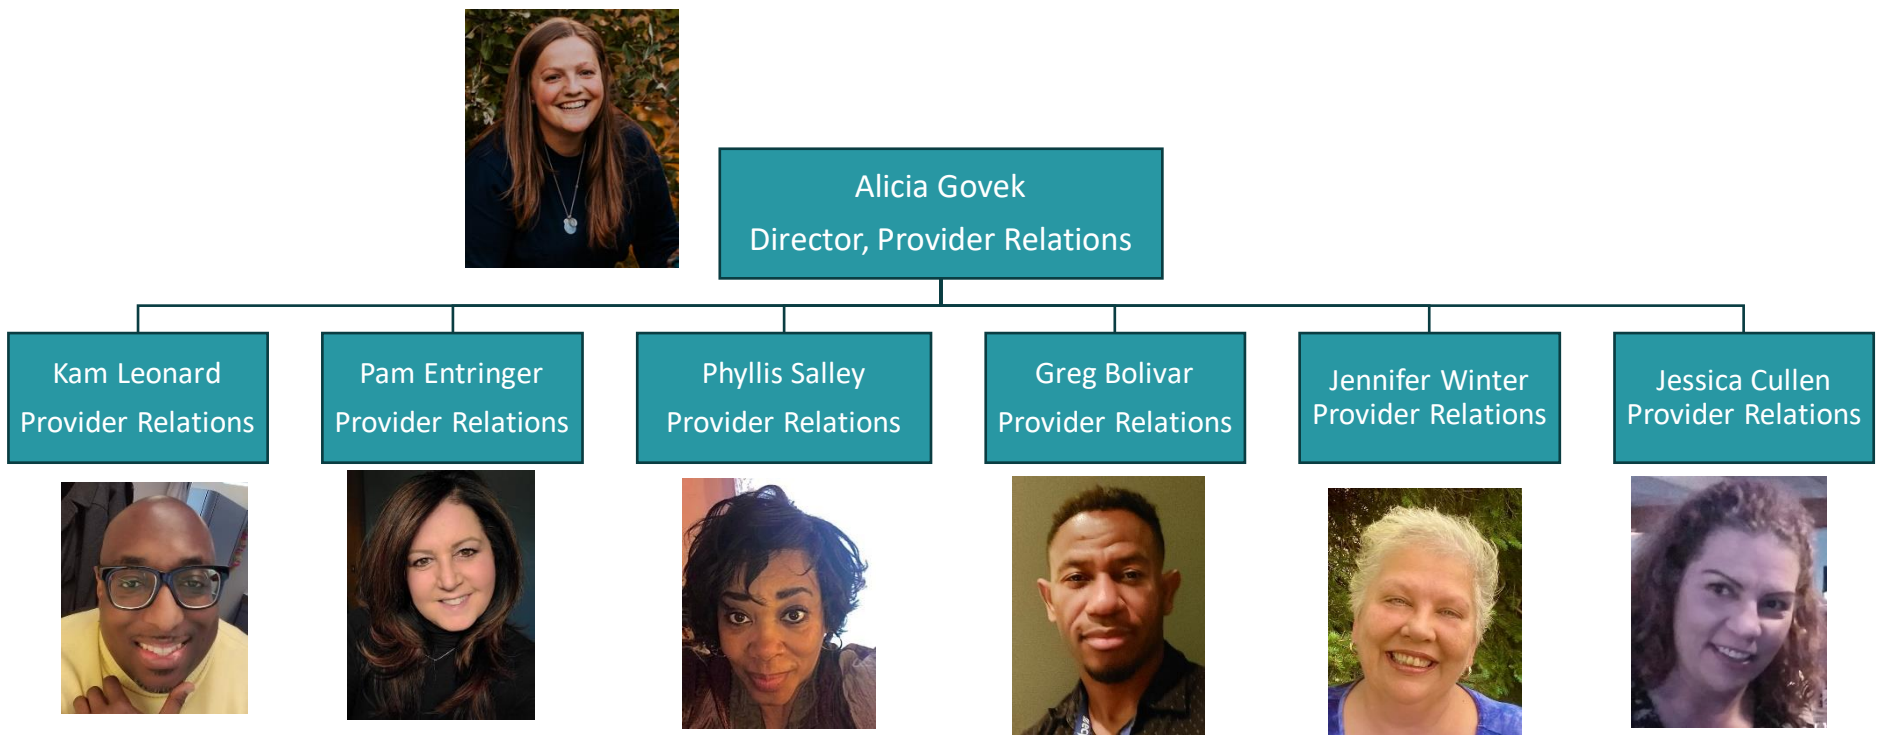 Alicia Govek
Director, Provider Relations
Kam Leonard
Provider Relations
Pam Entringer
Provider Relations
Phyllis Salley
Provider Relations
Greg Bolivar
Provider Relations
Jennifer Winter
Provider Relations
Jessica Cullen
Provider Relations